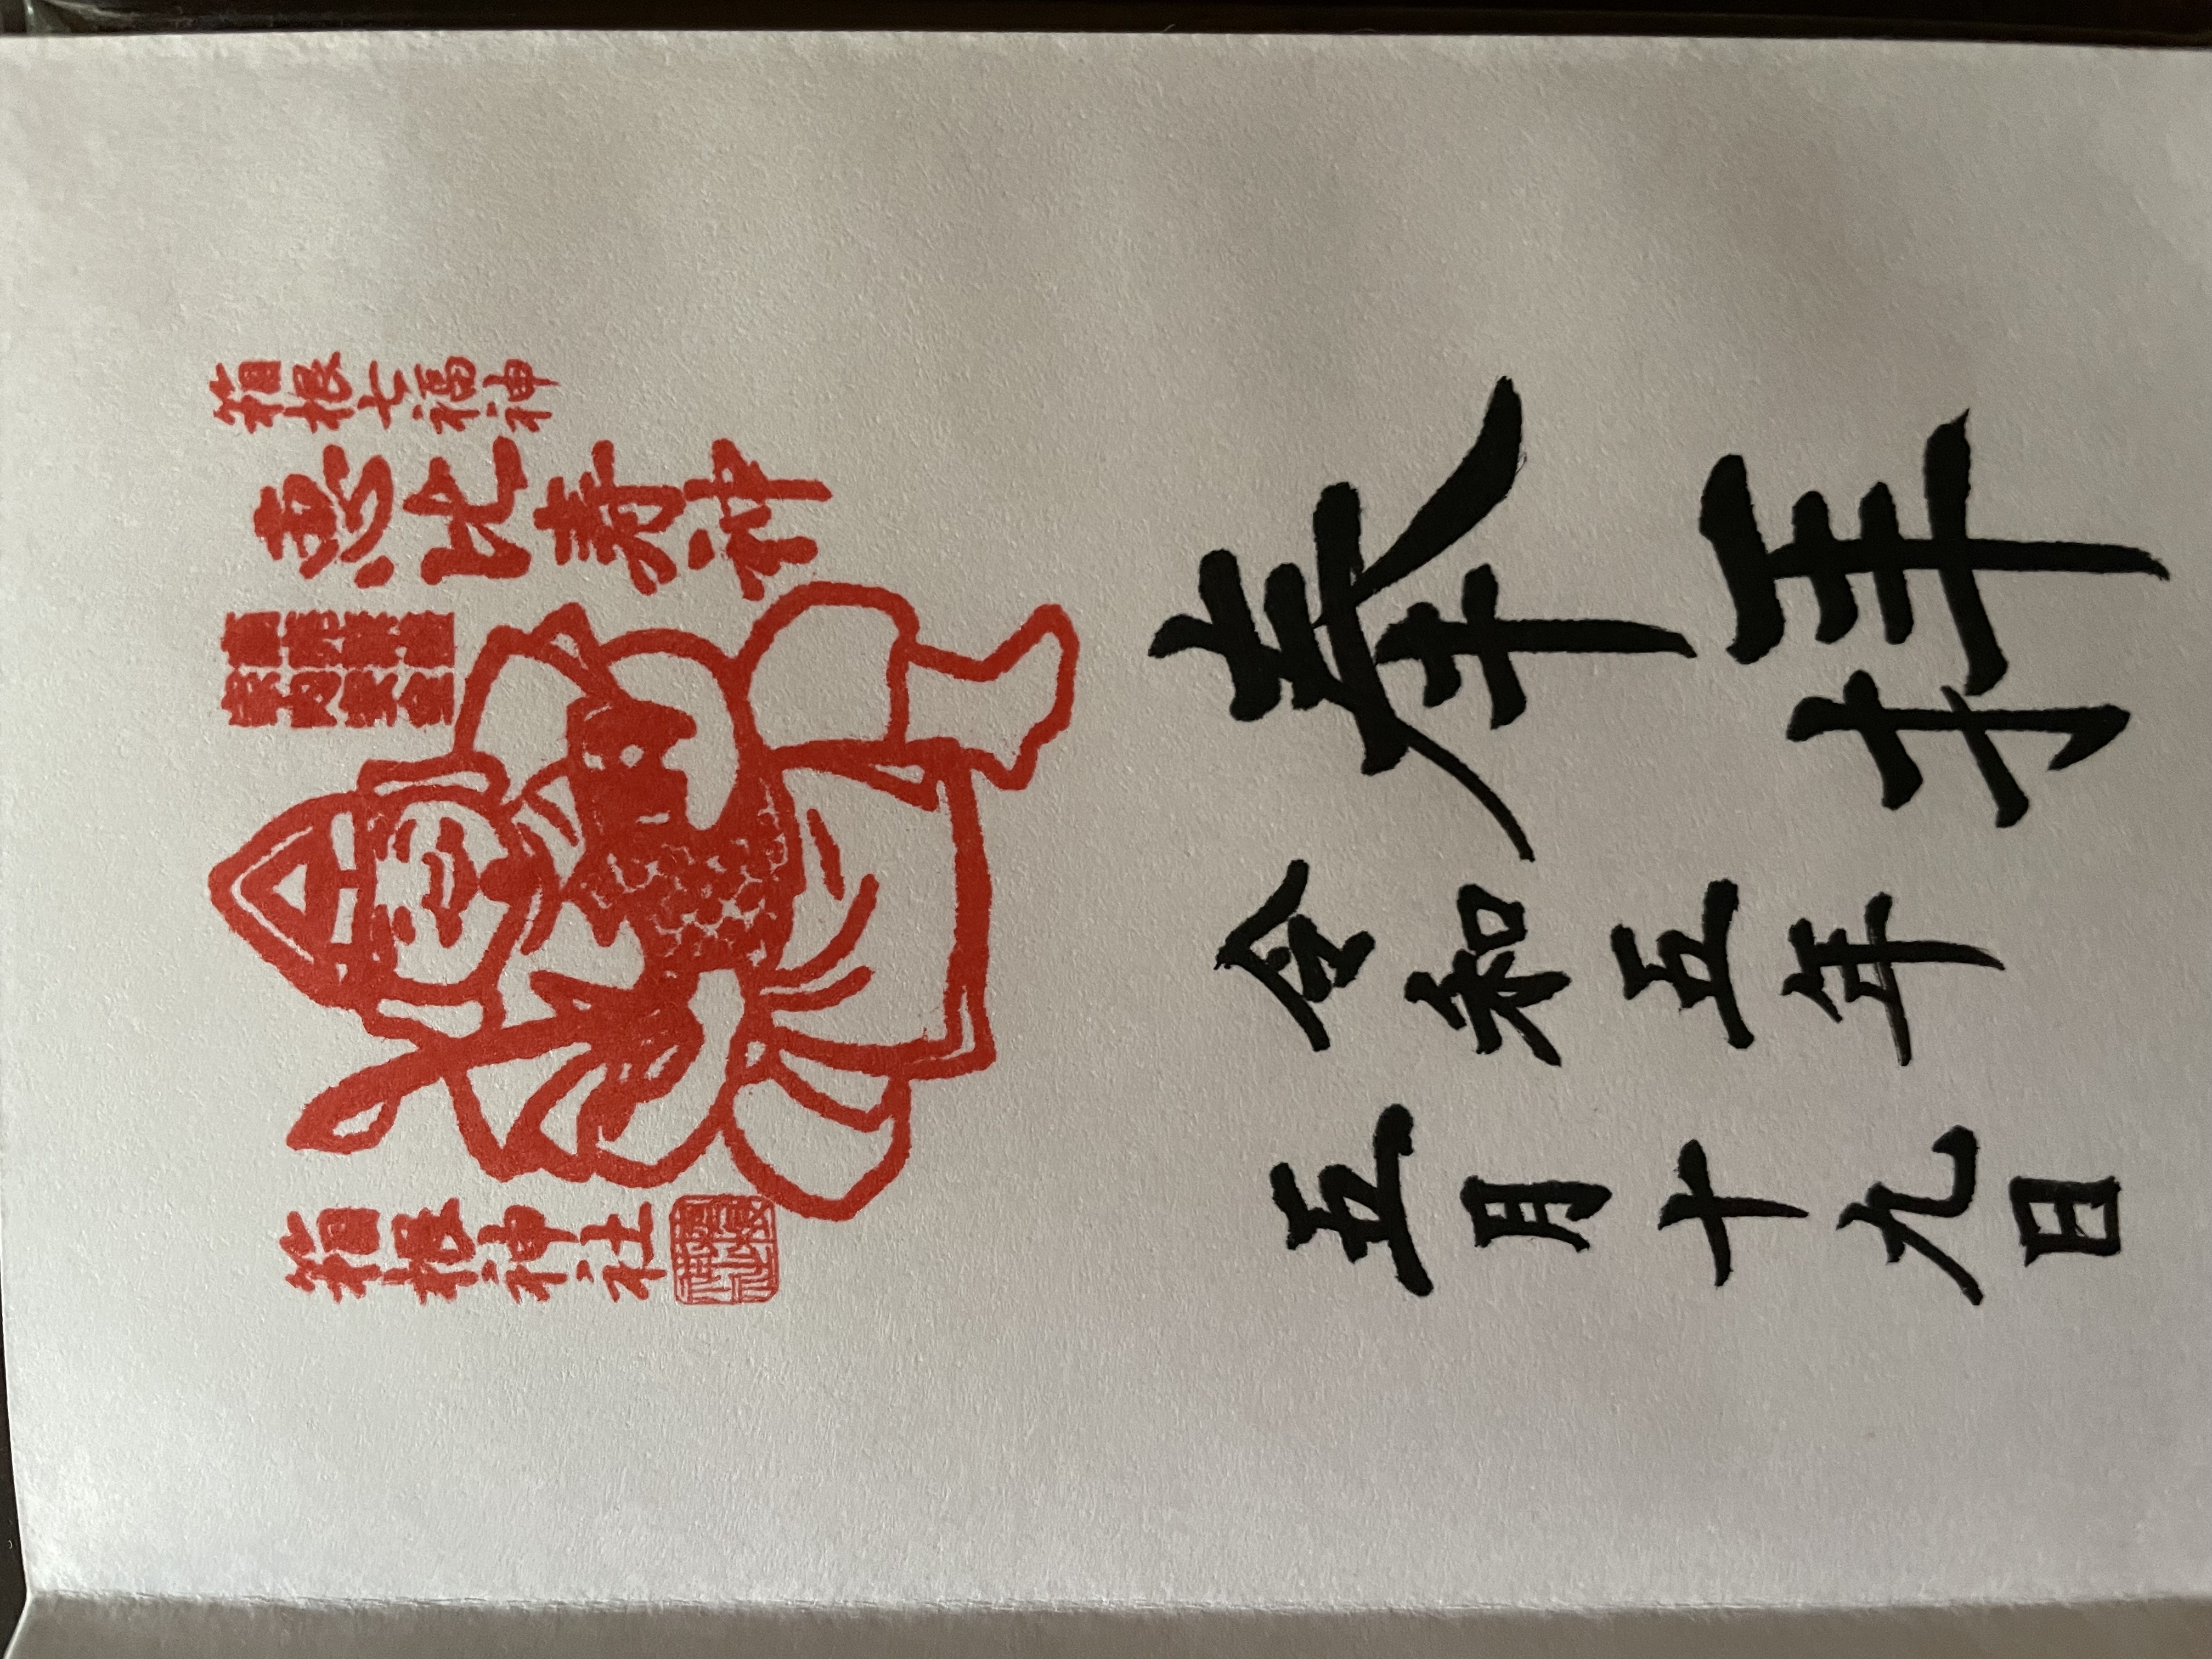 箱根七福神
恵比寿神
商売繁盛
家内安全
箱根神社
箱根
神社
奉拝
令和五年
五月十九日